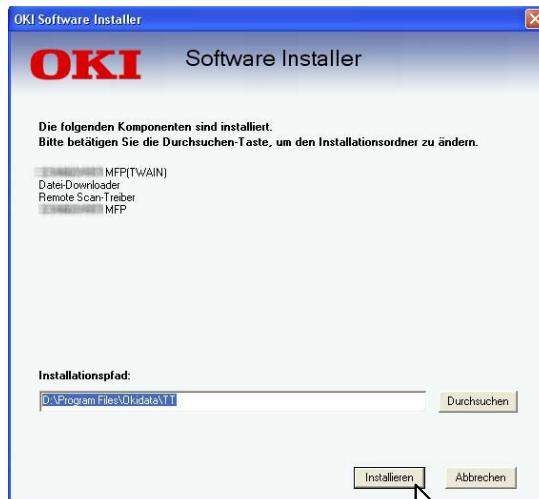 OKI Software Installer
OKI
Software Installer
Die folgenden Komponenten sind installiert.
Bitte betätigen Sie die Durchsuchen-Taste, um den Installationsordner zu ändern.
MFP(TWAIN)
Datei-Downloader
Remote Scan-Treiber
MFP
Installationspfad:
D:\Program Files\Okidata\TT
Durchsuchen
Installieren
Abbrechen